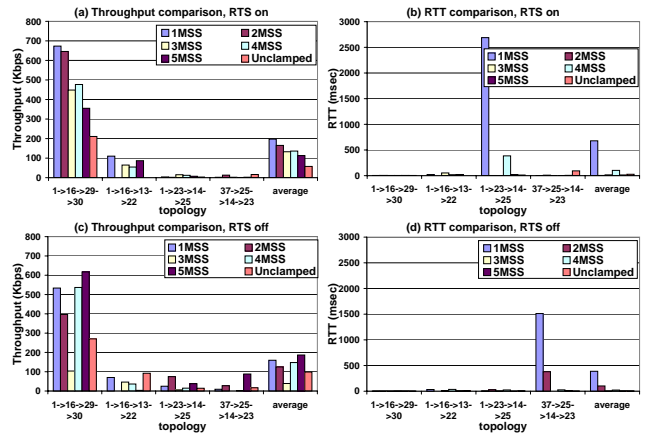 (a) Throughput comparison, RTS on
Throughput (Kbps)
800
700
600
500
400
300
200
100
0
1MSS
2MSS
3MSS
4MSS
5MSS
Unclamped
1->16->29-
>30
1->16->13-
>22
1->23->14-
>25
37->25-
>14->23
average
topology
(b) RTT comparison, RTS on
RTT (msec)
3000
2500
2000
1500
1000
500
0
1MSS
2MSS
3MSS
4MSS
5MSS
Unclamped
1->16->29-
>30
1->16->13-
>22
1->23->14-
>25
37->25->14-
>23
average
topology
(c) Throughput comparison, RTS off
Throughput (Kbps)
800
700
600
500
400
300
200
100
0
1MSS
2MSS
3MSS
4MSS
5MSS
Unclamped
1->16->29-
>30
1->16->13-
>22
1->23->14-
>25
37->25-
>14->23
average
topology
(d) RTT comparison, RTS off
RTT (msec)
3000
2500
2000
1500
1000
500
0
1MSS
2MSS
3MSS
4MSS
5MSS
Unclamped
1->16->29-
>30
1->16->13-
>22
1->23->14-
>25
37->25-
>14->23
average
topology